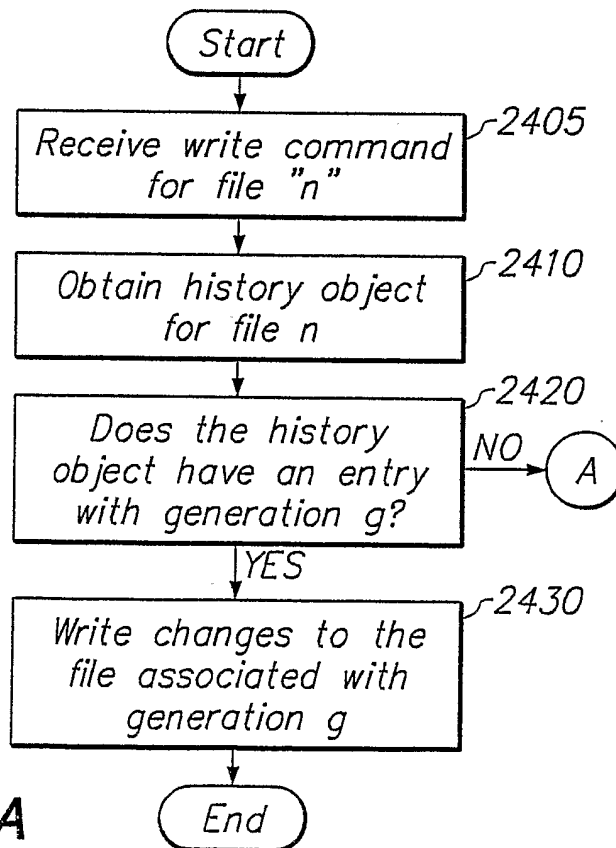 Start
Receive write command
for file "n"
2405
Obtain history object
for file n
2410
Does the history
object have an entry
with generation g?
2420
NO
A
YES
Write changes to the
file associated with
generation g
2430
End
A